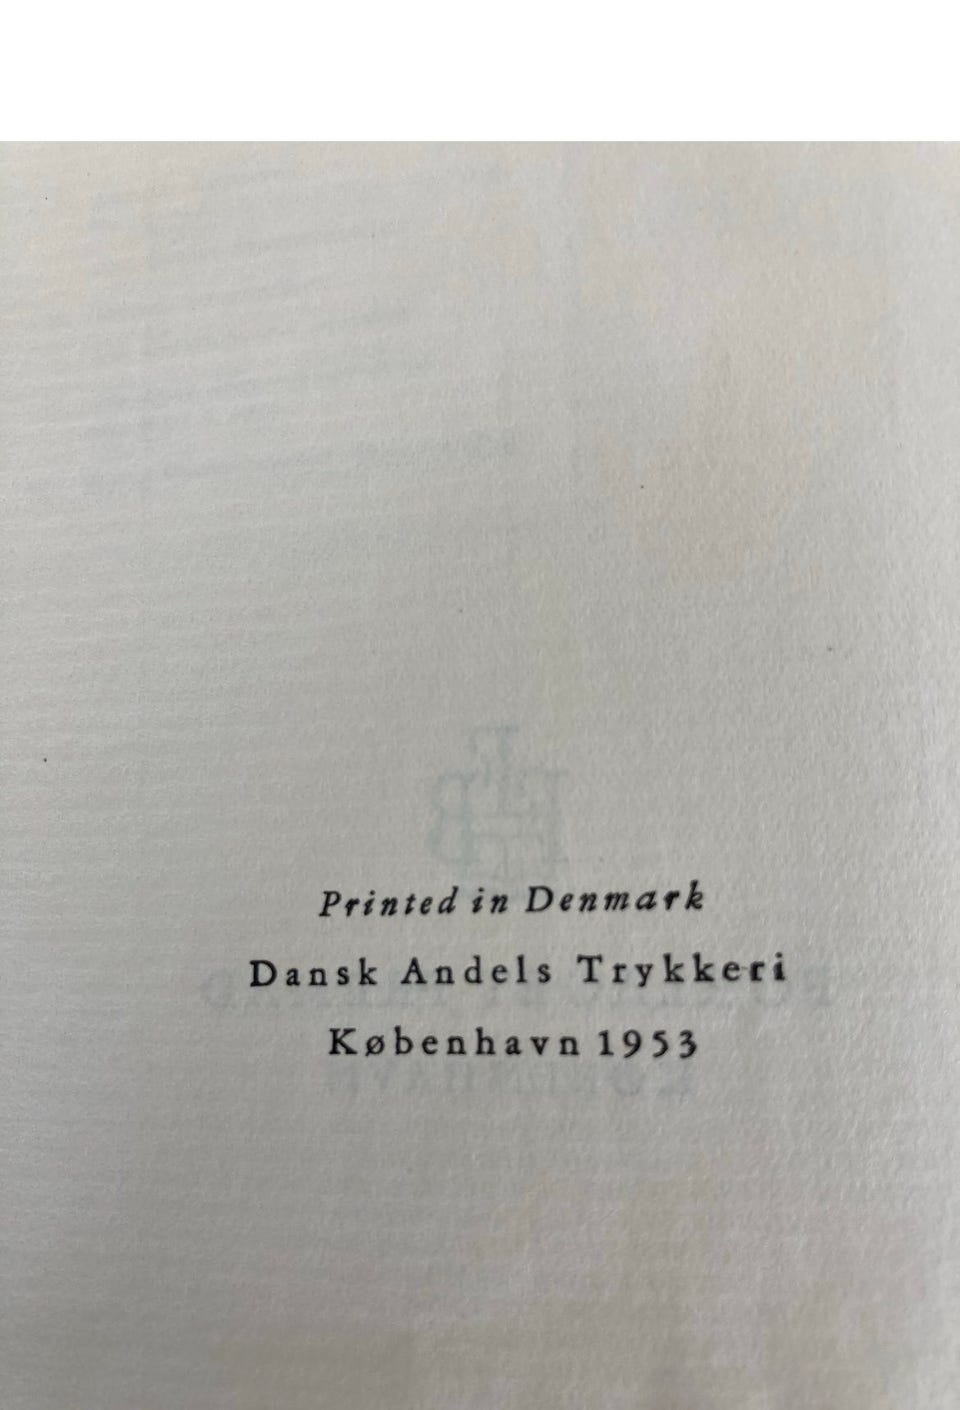 Printed in Denmark
Dansk Andels Trykkeri
København 1953